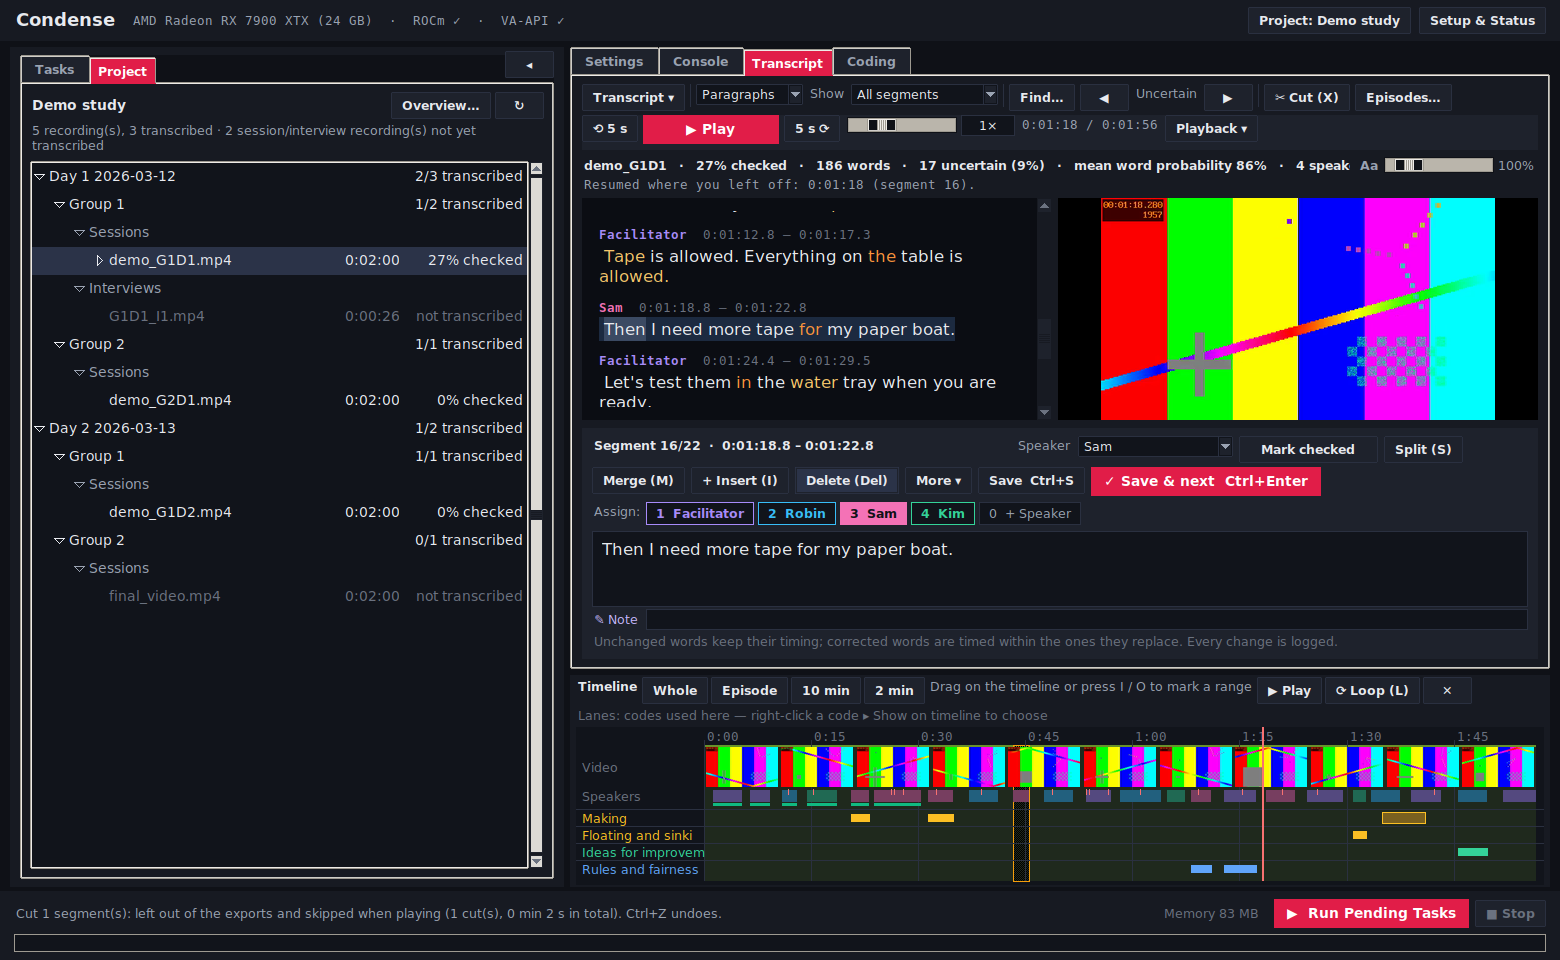 Condense AMD Radeon RX 7900 XTX (24 GB) · ROCm ✓ · VA-API ✓ Project: Demo study Setup & Status
Tasks Project ◂
Demo study Overview… ↻
5 recording(s), 3 transcribed · 2 session/interview recording(s) not yet
transcribed
Day 1 2026-03-12 2/3 transcribed
Group 1 1/2 transcribed
Sessions
demo_G1D1.mp4 0:02:00 27% checked
Interviews
G1D1_I1.mp4 0:00:26 not transcribed
Group 2 1/1 transcribed
Sessions
demo_G2D1.mp4 0:02:00 0% checked
Day 2 2026-03-13 1/2 transcribed
Group 1 1/1 transcribed
Sessions
demo_G1D2.mp4 0:02:00 0% checked
Group 2 0/1 transcribed
Sessions
final_video.mp4 0:02:00 not transcribed
Settings Console Transcript Coding
Transcript ▾ Paragraphs Show All segments Find… ◀ Uncertain ▶ ✂ Cut (X) Episodes…
⟲ 5 s ▶ Play 5 s ⟳ 1× 0:01:18 / 0:01:56 Playback ▾
demo_G1D1 · 27% checked · 186 words · 17 uncertain (9%) · mean word probability 86% · 4 speak Aa 100%
Resumed where you left off: 0:01:18 (segment 16).
Facilitator 0:01:12.8 — 0:01:17.3
Tape is allowed. Everything on the table is
allowed.
Sam 0:01:18.8 — 0:01:22.8
Then I need more tape for my paper boat.
Facilitator 0:01:24.4 — 0:01:29.5
Let's test them in the water tray when you are
ready.
00:01:18.280
1957
Segment 16/22 · 0:01:18.8 – 0:01:22.8 Speaker Sam Mark checked Split (S)
Merge (M) + Insert (I) Delete (Del) More ▾ Save Ctrl+S ✓ Save & next Ctrl+Enter
Assign: 1 Facilitator 2 Robin 3 Sam 4 Kim 0 + Speaker
Then I need more tape for my paper boat.
✎ Note
Unchanged words keep their timing; corrected words are timed within the ones they replace. Every change is logged.
Timeline Whole Episode 10 min 2 min Drag on the timeline or press I / O to mark a range ▶ Play ⟳ Loop (L) ✕
Lanes: codes used here — right-click a code ▸ Show on timeline to choose
0:00 0:15 0:30 0:45 1:00 1:15 1:30 1:45
Video
Speakers
Making
Floating and sinki
Ideas for improvem
Rules and fairness
Cut 1 segment(s): left out of the exports and skipped when playing (1 cut(s), 0 min 2 s in total). Ctrl+Z undoes. Memory 83 MB ▶ Run Pending Tasks ■ Stop